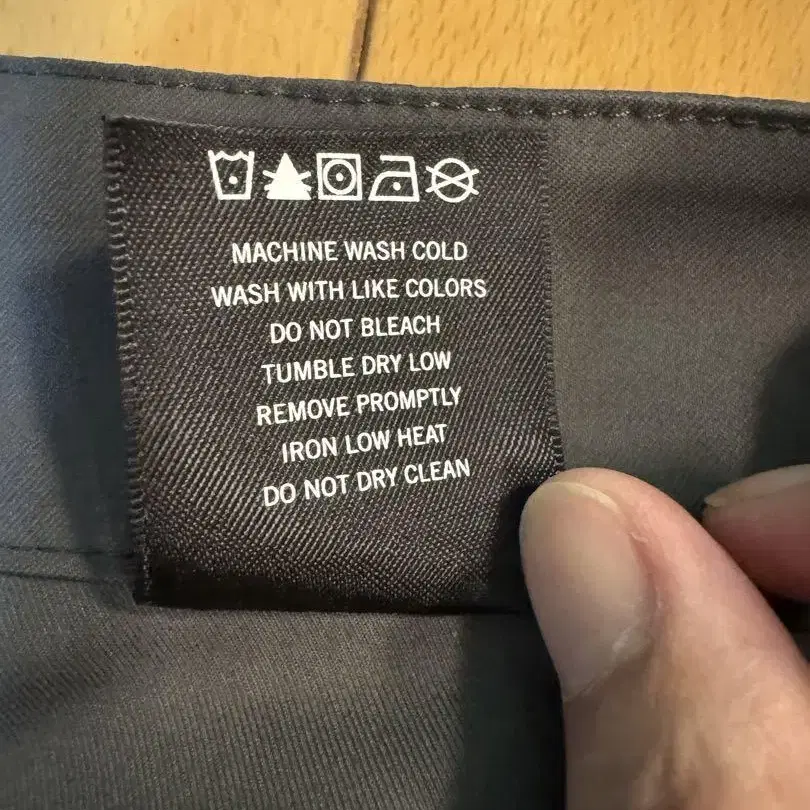 MACHINE WASH COLD
WASH WITH LIKE COLORS
DO NOT BLEACH
TUMBLE DRY LOW
REMOVE PROMPTLY
IRON LOW HEAT
DO NOT DRY CLEAN